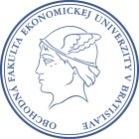 OBCHODNÁ FAKULTA EKONOMICKEJ UNIVERZITY V BRATISLAVE